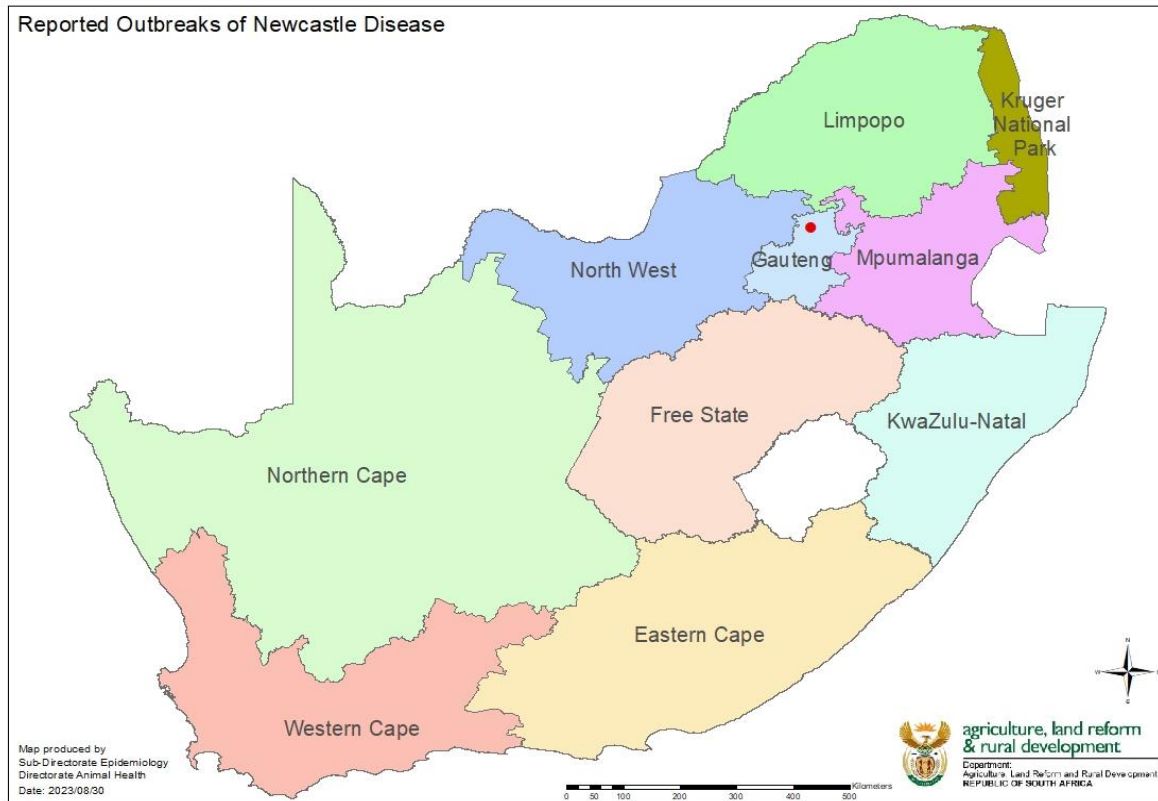 Reported Outbreaks of Newcastle Disease
Limpopo
Kruger
National
Park
North West
Gauteng
Mpumalanga
Free State
KwaZulu-Natal
Northern Cape
Eastern Cape
Western Cape
N
W
S
Map produced by
Sub-Directorate Epidemiology
Directorate Animal Health
Date: 2023/08/30
Kilometers
0 50 100 200 300 400 500
agriculture, land reform
& rural development
Department:
Agriculture, Land Reform and Rural Development
REPUBLIC OF SOUTH AFRICA